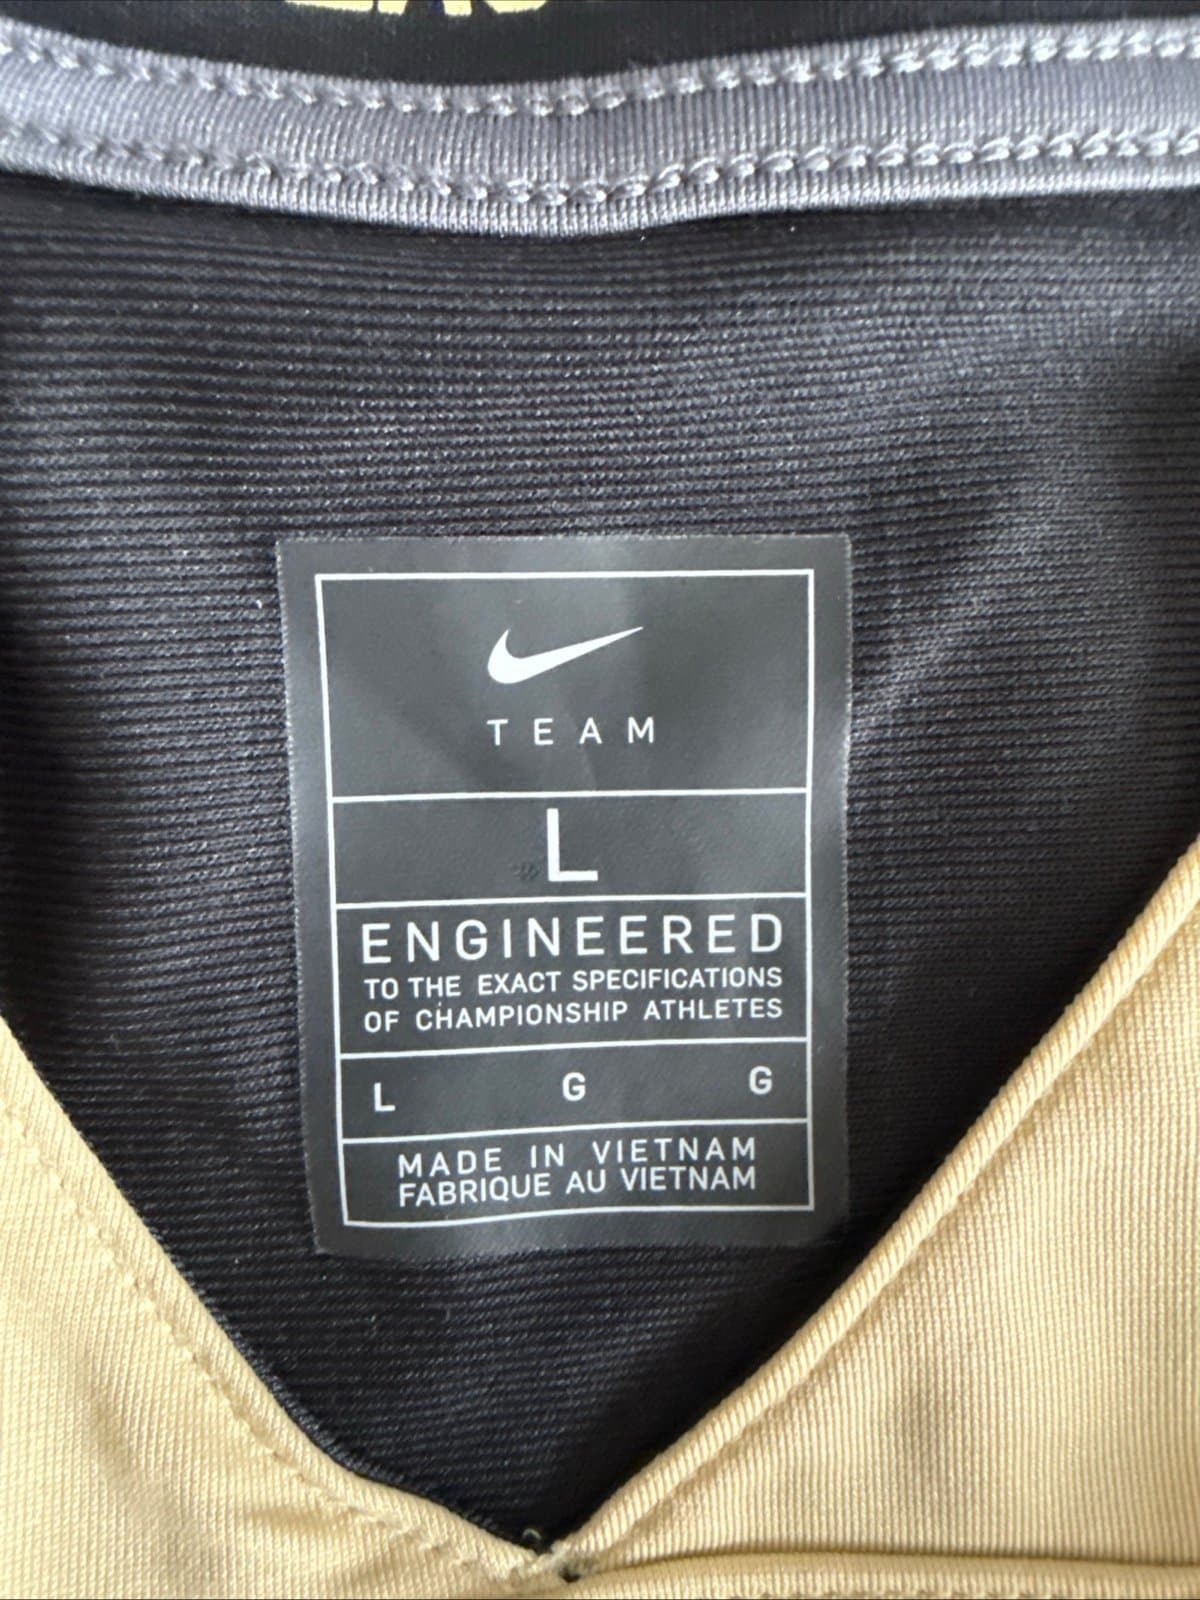 TEAM
L
ENGINEERED
TO THE EXACT SPECIFICATIONS
OF CHAMPIONSHIP ATHLETES
L G G
MADE IN VIETNAM
FABRIQUE AU VIETNAM